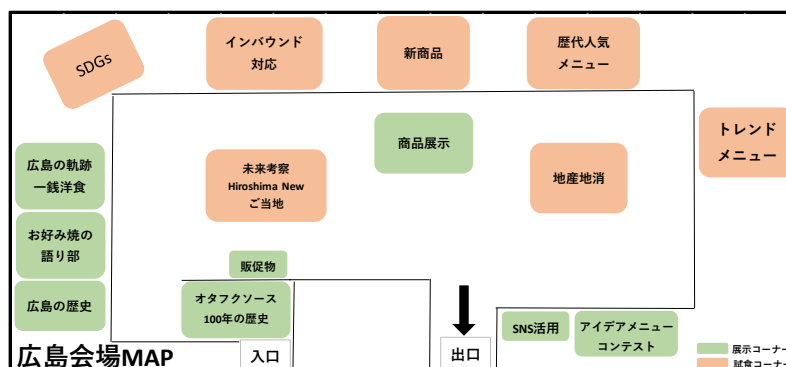 SDGs
インバウンド
対応
新商品
歴代人気
メニュー
トレンド
メニュー
広島の軌跡
一銭洋食
未来考察
Hiroshima New
ご当地
商品展示
地産地消
お好み焼の
語り部
販促物
広島の歴史
オタフクソース
100年の歴史
SNS活用
アイデアメニュー
コンテスト
広島会場MAP
入口
出口
展示コーナー
試食コーナー